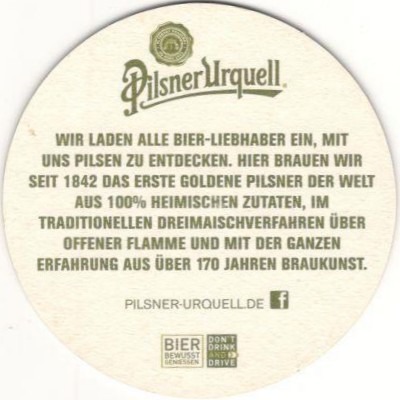 Pilsner Urquell
WIR LADEN ALLE BIER-LIEBHABER EIN, MIT
UNS PILSEN ZU ENTDECKEN. HIER BRAUEN WIR
SEIT 1842 DAS ERSTE GOLDENE PILSNER DER WELT
AUS 100% HEIMISCHEN ZUTATEN, IM
TRADITIONELLEN DREIMAISCHVERFAHREN ÜBER
OFFENER FLAMME UND MIT DER GANZEN
ERFAHRUNG AUS ÜBER 170 JAHREN BRAUKUNST.
PILSNER-URQUELL.DE f
BIER
BEWUSST
GENIESSEN
DON'T
DRINK
AND
DRIVE